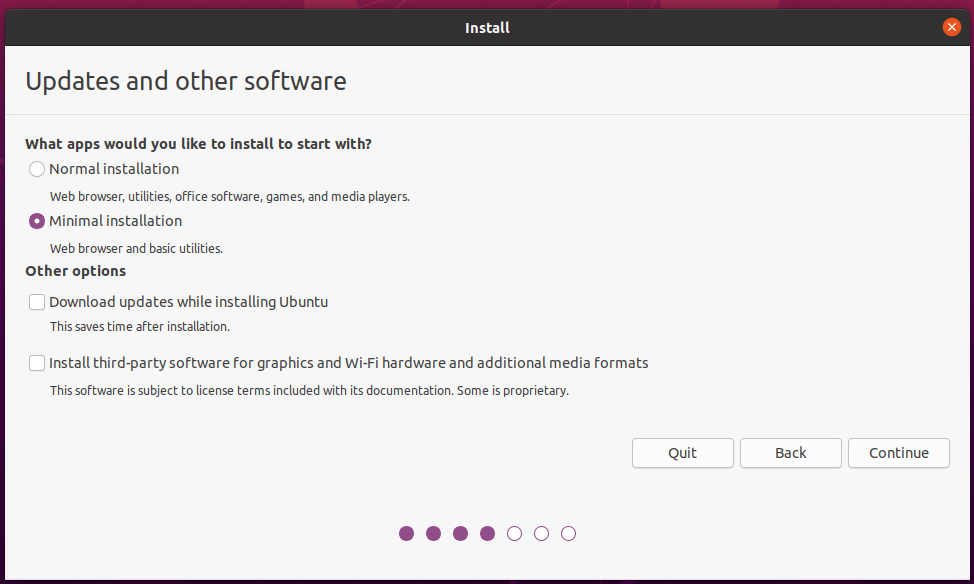 Install
Updates and other software
What apps would you like to install to start with?
Normal installation
Web browser, utilities, office software, games, and media players.
Minimal installation
Web browser and basic utilities.
Other options
Download updates while installing Ubuntu
This saves time after installation.
Install third-party software for graphics and Wi-Fi hardware and additional media formats
This software is subject to license terms included with its documentation. Some is proprietary.
Quit
Back
Continue